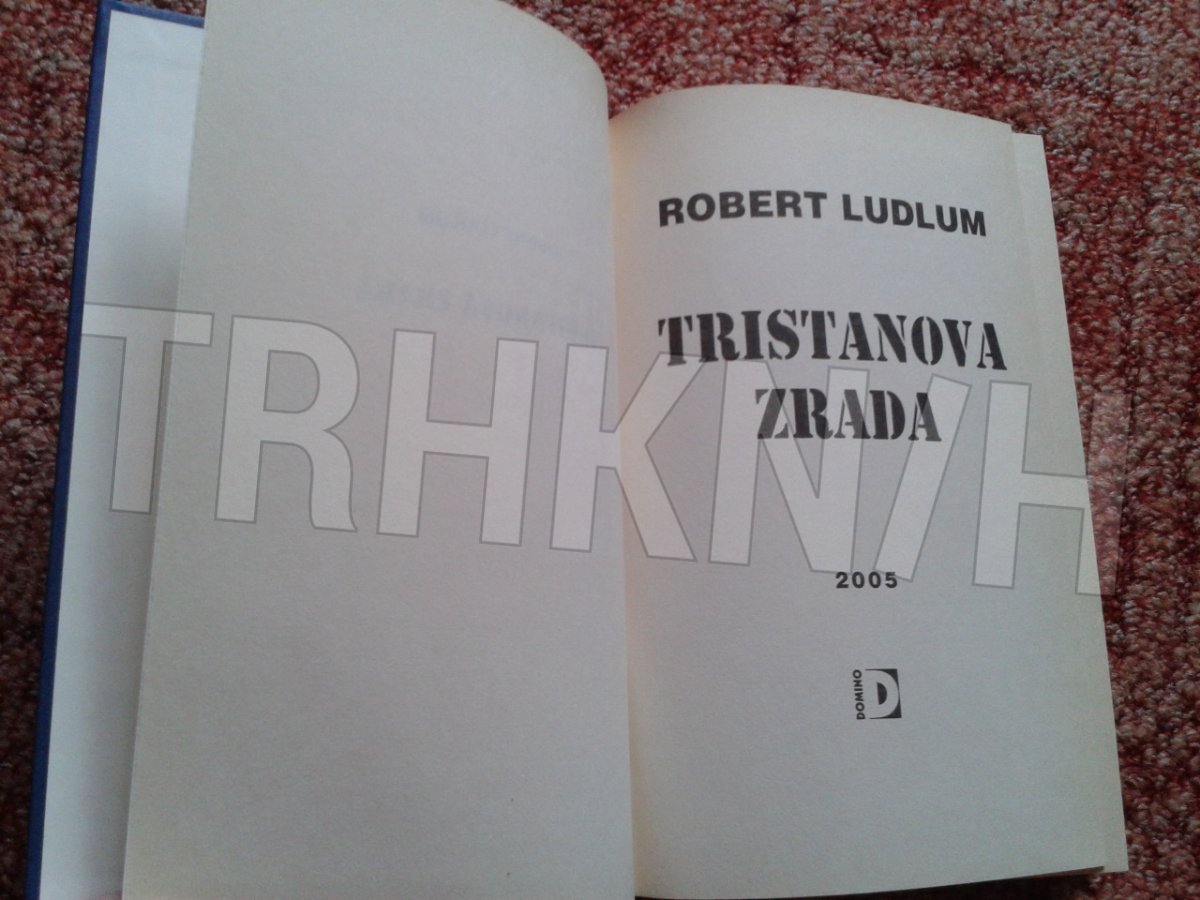 ROBERT LUDLUM
TRISTANOVA
ZRADA
TRHKNIH
2005
DOMINO
D